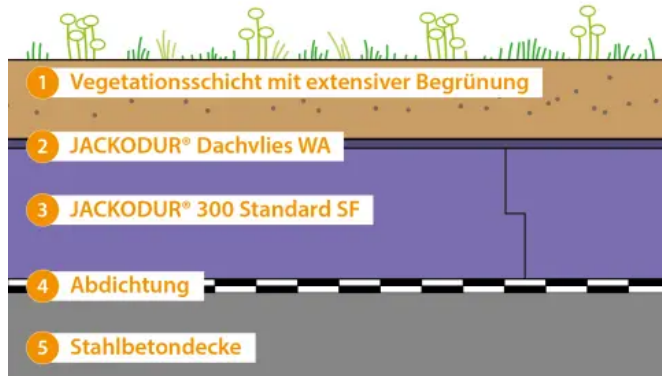 1 Vegetationsschicht mit extensiver Begrünung
2 JACKODUR® Dachvlies WA
3 JACKODUR® 300 Standard SF
4 Abdichtung
5 Stahlbetondecke